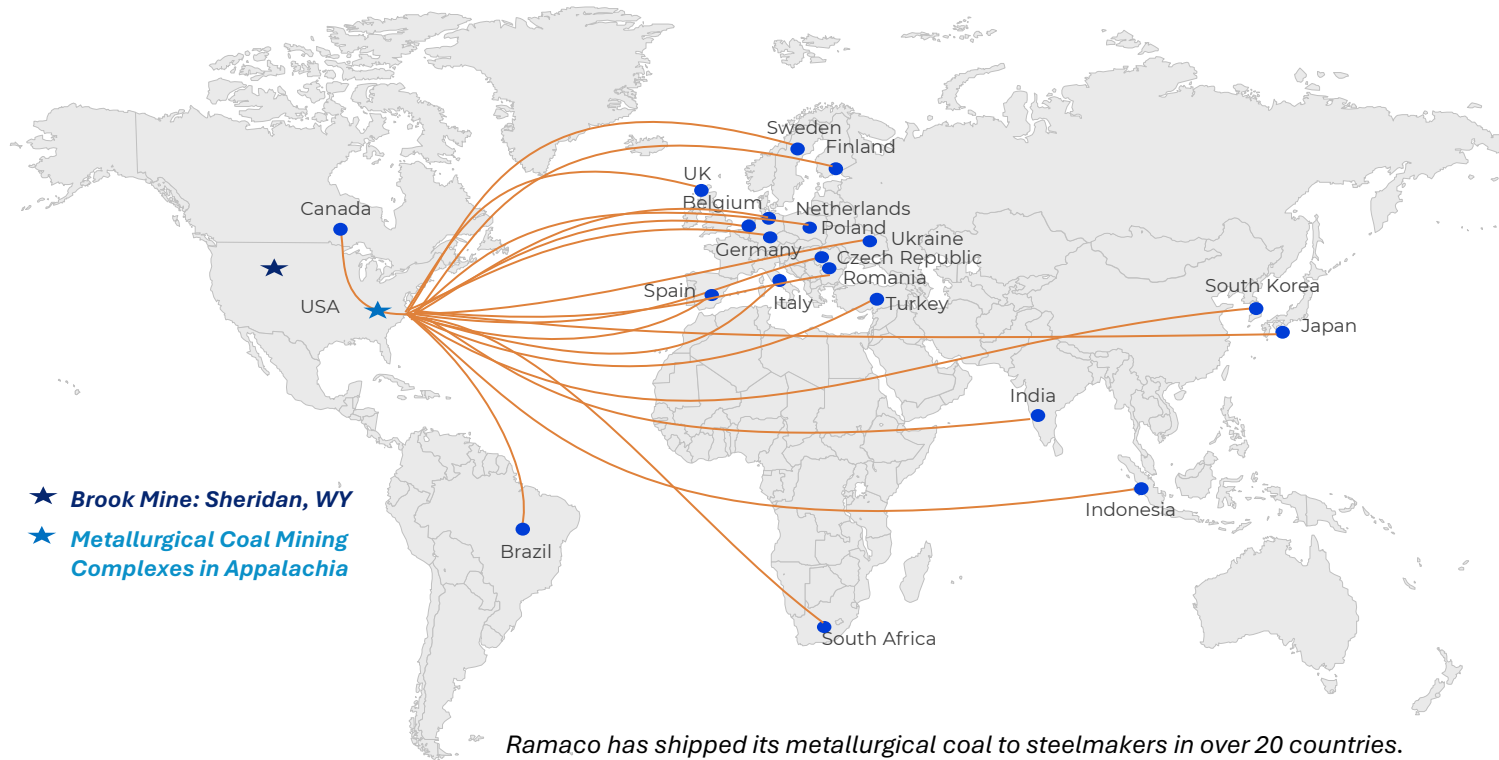 Sweden
Finland
UK
Belgium
Netherlands
Canada
Poland
Ukraine
Germany
Czech Republic
Romania
South Korea
Spain
Italy
Turkey
USA
Japan
India
Brook Mine: Sheridan, WY
Metallurgical Coal Mining
Complexes in Appalachia
Indonesia
Brazil
South Africa
Ramaco has shipped its metallurgical coal to steelmakers in over 20 countries.